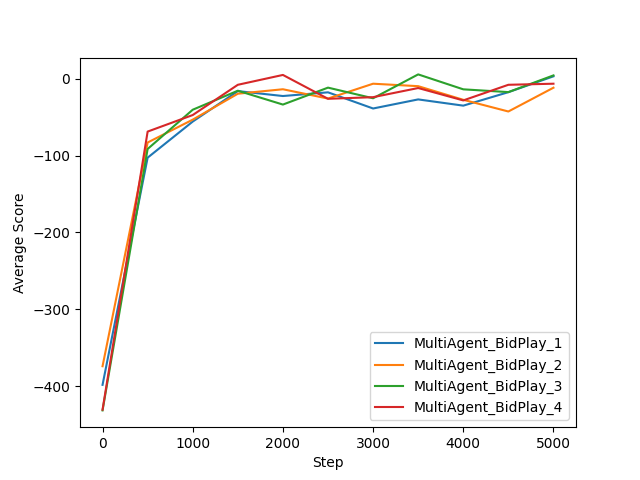 0
−100
−200
−300
−400
Average Score
0 1000 2000 3000 4000 5000
Step
MultiAgent_BidPlay_1
MultiAgent_BidPlay_2
MultiAgent_BidPlay_3
MultiAgent_BidPlay_4